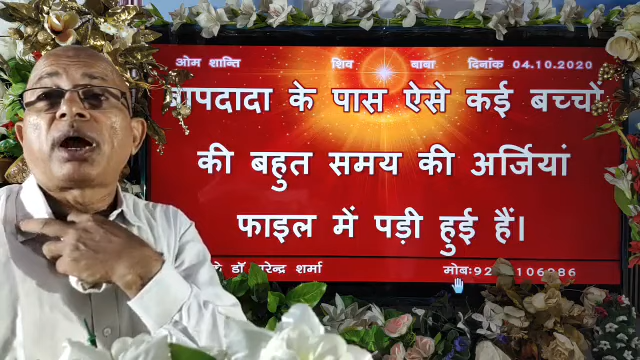 ओम शान्ति शिव बाबा दिनांक 04.10.2020
बापदादा के पास ऐसे कई बच्चों
की बहुत समय की अर्जियां
फाइल में पड़ी हुई हैं।
शर्मा मोबः